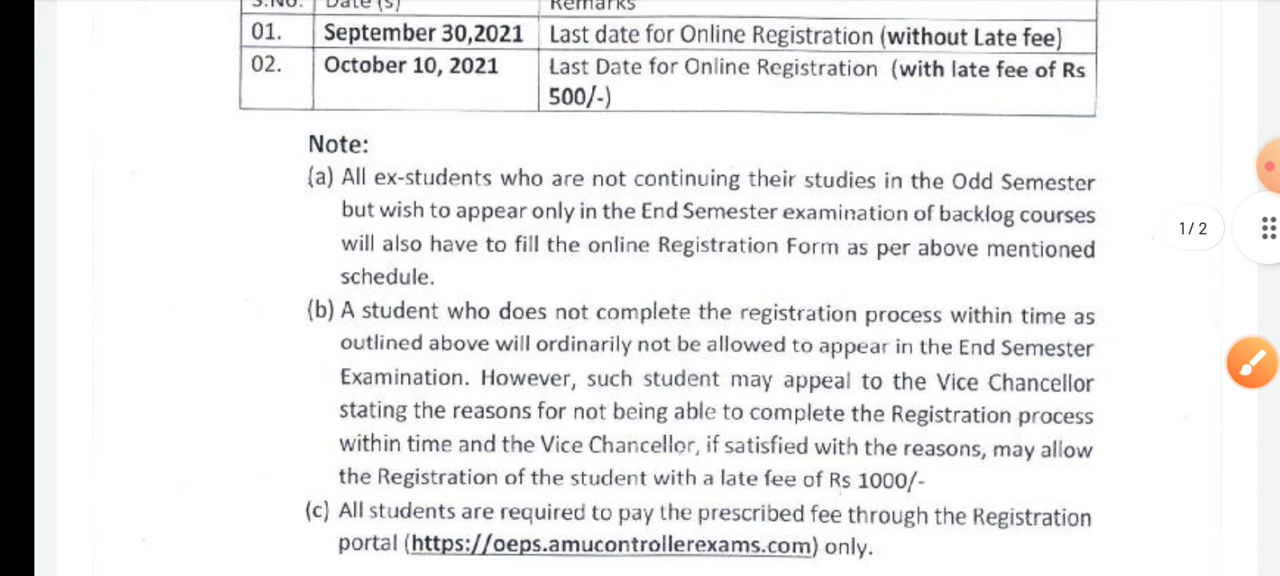 S.No. Date (s) Remarks
01. September 30,2021 Last date for Online Registration (without Late fee)
02. October 10, 2021 Last Date for Online Registration (with late fee of Rs
500/-)
Note:
(a) All ex-students who are not continuing their studies in the Odd Semester
but wish to appear only in the End Semester examination of backlog courses
will also have to fill the online Registration Form as per above mentioned
schedule.
(b) A student who does not complete the registration process within time as
outlined above will ordinarily not be allowed to appear in the End Semester
Examination. However, such student may appeal to the Vice Chancellor
stating the reasons for not being able to complete the Registration process
within time and the Vice Chancellor, if satisfied with the reasons, may allow
the Registration of the student with a late fee of Rs 1000/-
(c) All students are required to pay the prescribed fee through the Registration
portal (https://oeps.amucontrollerexams.com) only.
1/2